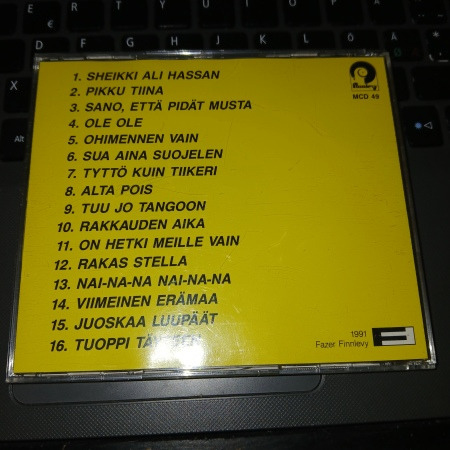 E R T Y U I O P Å
€
D F G H J K L Ö Ä
X
Alt
1. SHEIKKI ALI HASSAN
2. PIKKU TIINA
3. SANO, ETTÄ PIDÄT MUSTA
4. OLE OLE
5. OHIMENNEN VAIN
6. SUA AINA SUOJELEN
7. TYTTÖ KUIN TIIKERI
8. ALTA POIS
9. TUU JO TANGOON
10. RAKKAUDEN AIKA
11. ON HETKI MEILLE VAIN
12. RAKAS STELLA
13. NAI-NA-NA NAI-NA-NA
14. VIIMEINEN ERÄMAA
15. JUOSKAA LUUPÄÄT
16. TUOPPI
MCD 49
1991
Fazer Finnlevy